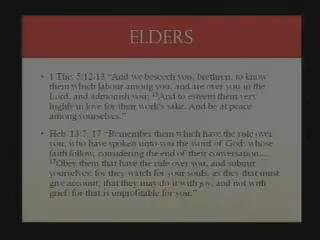 ELDERS
• 1 The. 5:12-13 “And we beseech you, brethren, to know
them which labour among you, and are over you in the
Lord, and admonish you; 13And to esteem them very
highly in love for their work's sake. And be at peace
among yourselves.”
• Heb. 13:7, 17 “Remember them which have the rule over
you, who have spoken unto you the word of God: whose
faith follow, considering the end of their conversation....
17Obey them that have the rule over you, and submit
yourselves: for they watch for your souls, as they that must
give account, that they may do it with joy, and not with
grief: for that is unprofitable for you.”